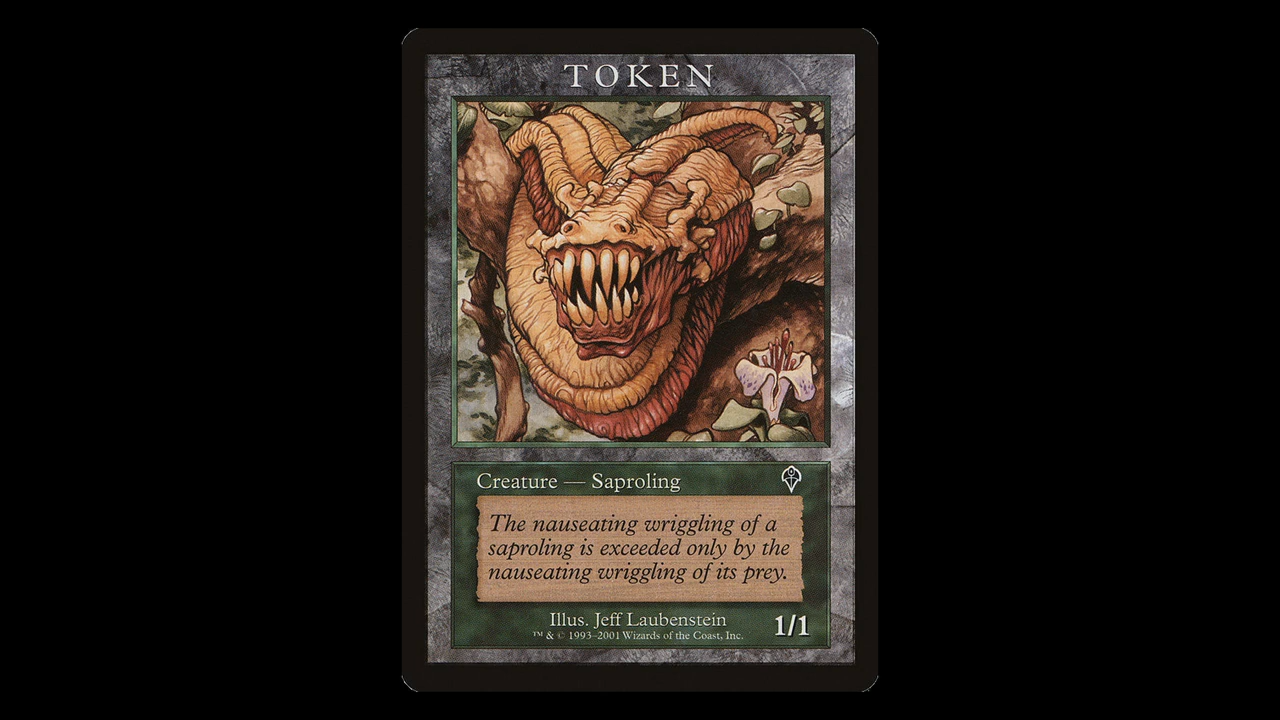 TOKEN
Creature — Saproling
The nauseating wriggling of a
saproling is exceeded only by the
nauseating wriggling of its prey.
Illus. Jeff Laubenstein
™ & © 1993–2001 Wizards of the Coast, Inc.
1/1